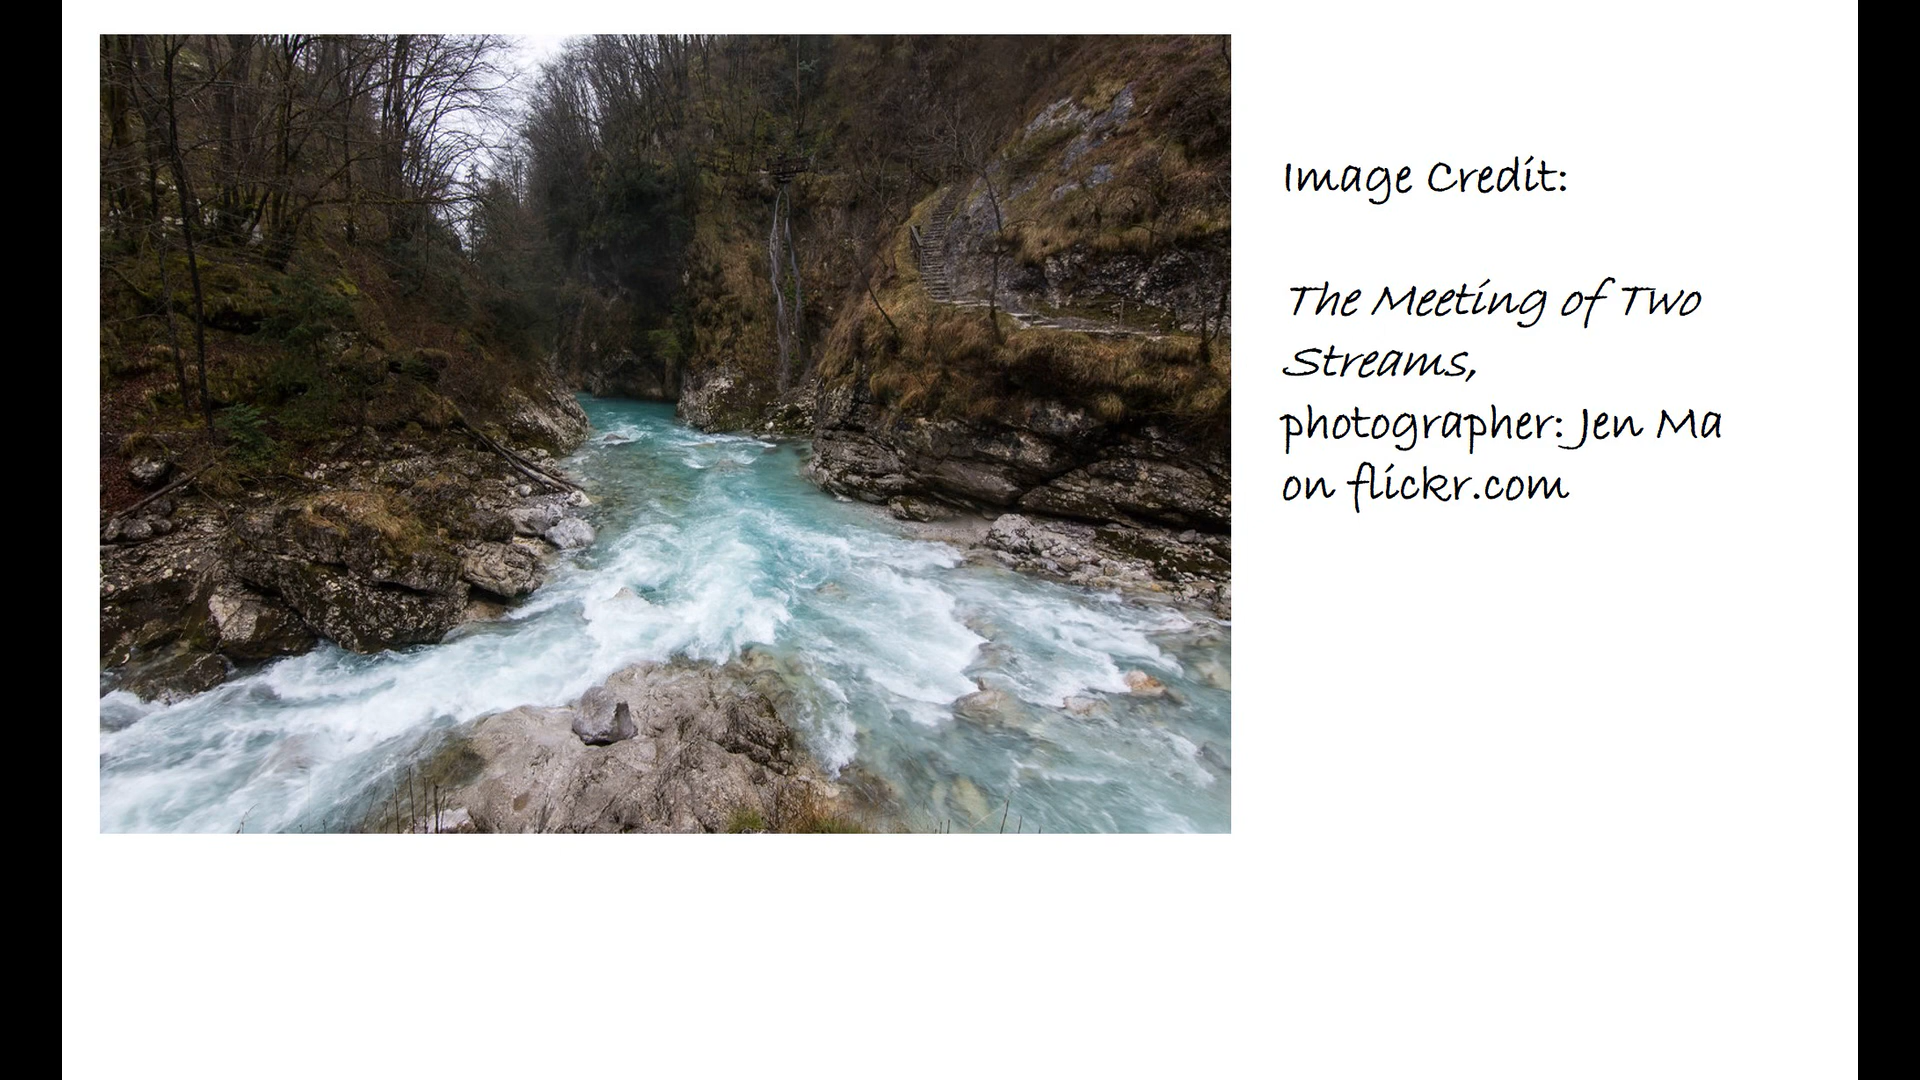 Image Credit:
The Meeting of Two
Streams,
photographer: Jen Ma
on flickr.com